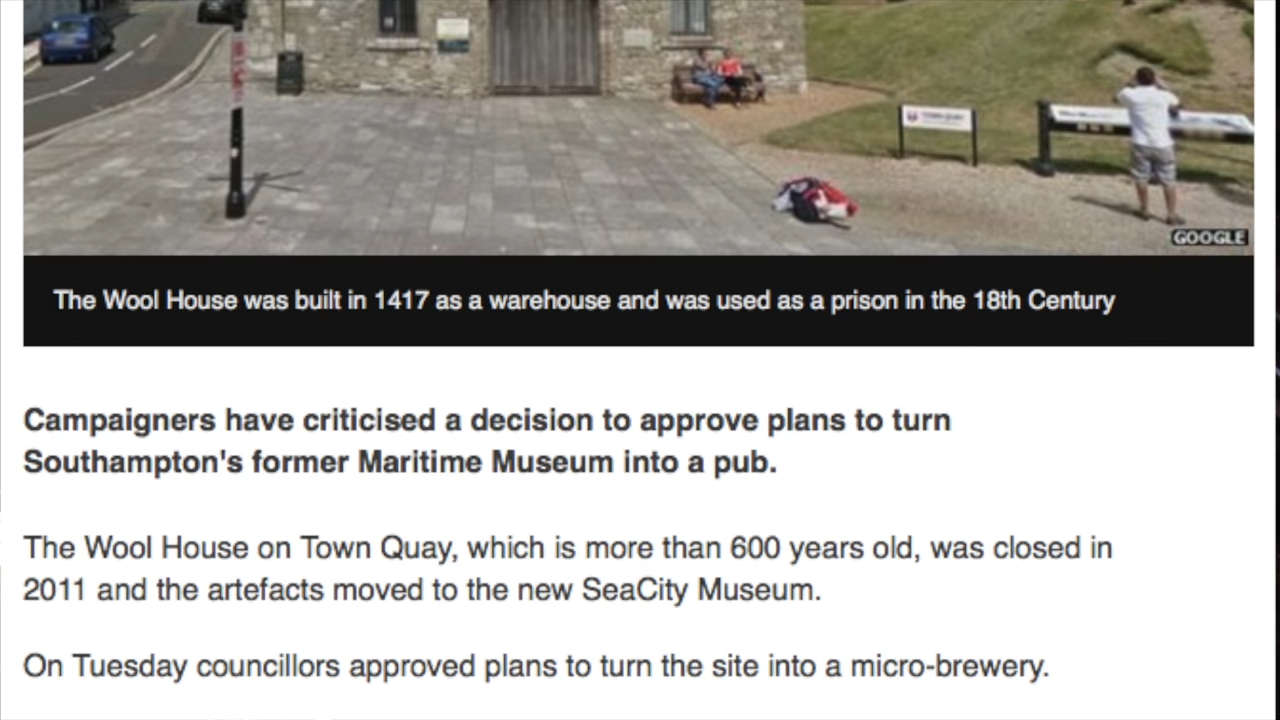 TOWN QUAY
GOOGLE
The Wool House was built in 1417 as a warehouse and was used as a prison in the 18th Century
Campaigners have criticised a decision to approve plans to turn
Southampton's former Maritime Museum into a pub.
The Wool House on Town Quay, which is more than 600 years old, was closed in
2011 and the artefacts moved to the new SeaCity Museum.
On Tuesday councillors approved plans to turn the site into a micro-brewery.